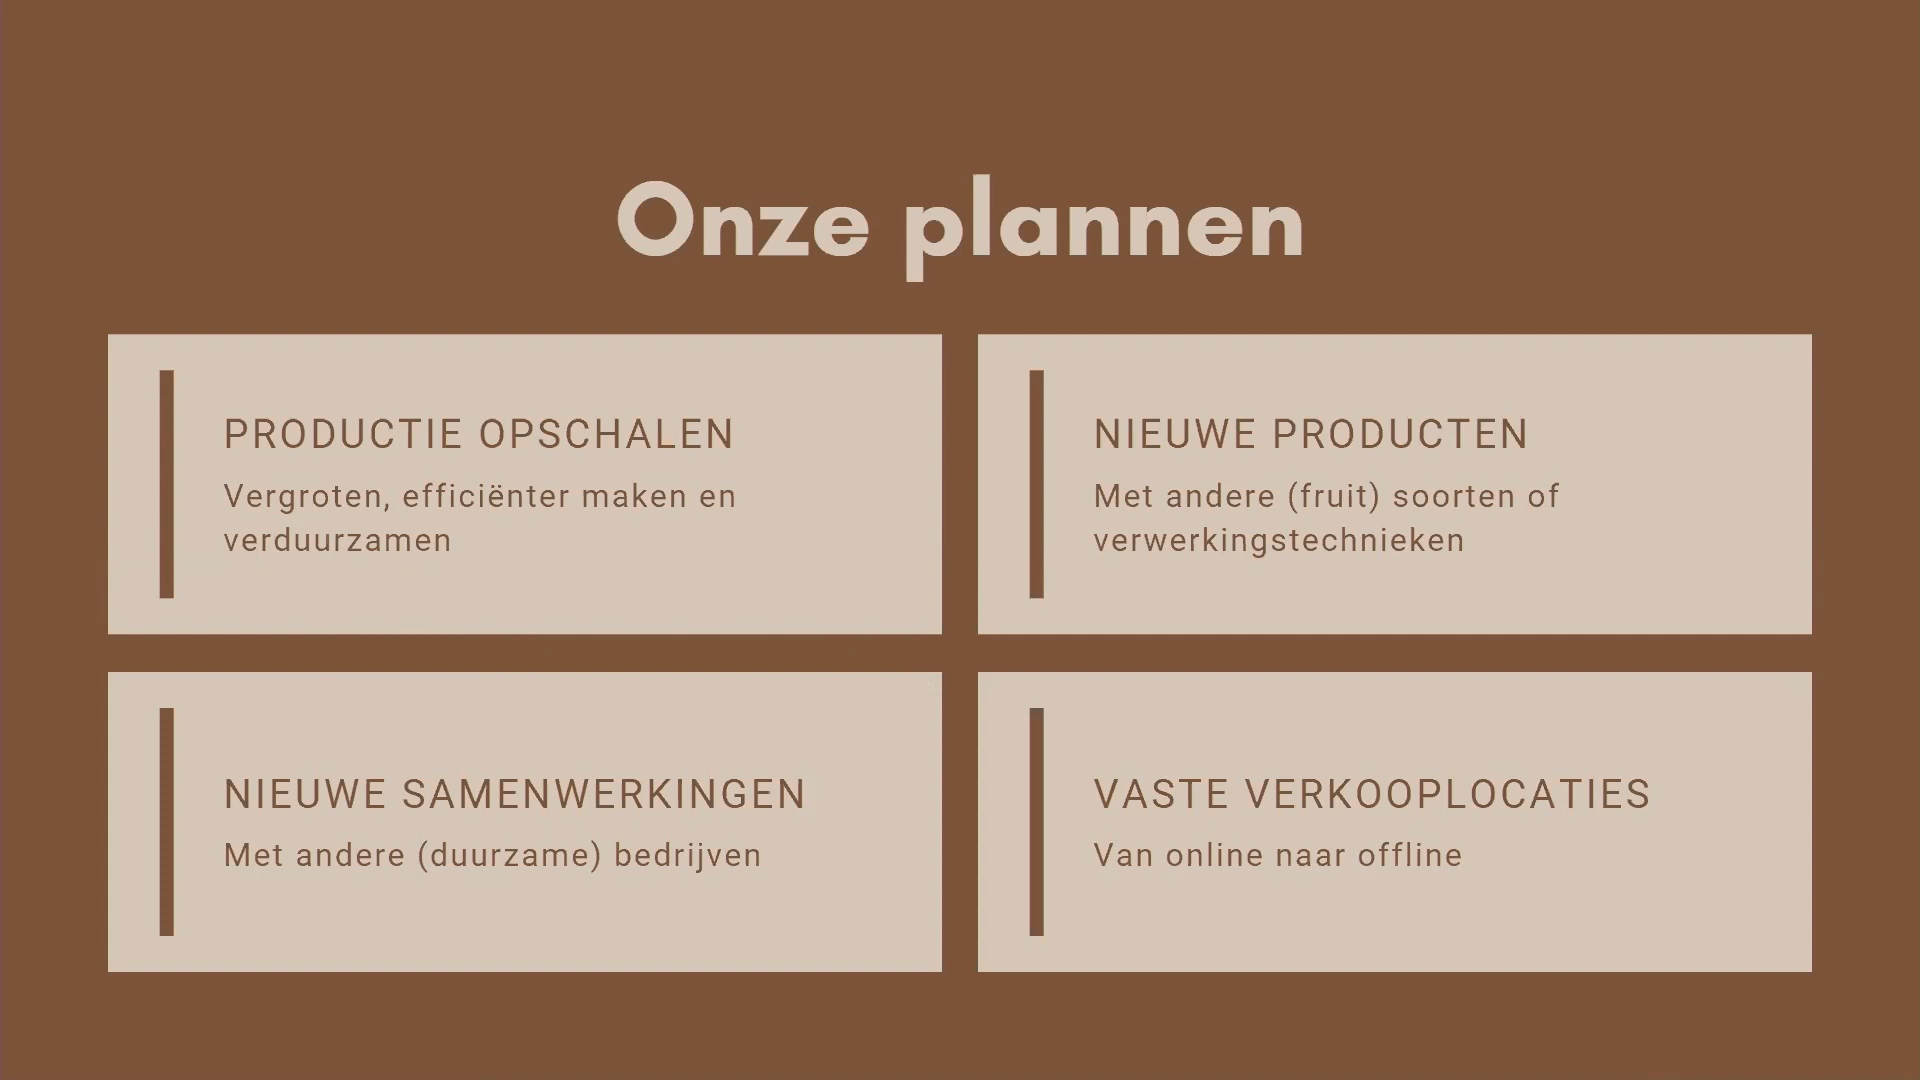 Onze plannen
PRODUCTIE OPSCHALEN
Vergroten, efficiënter maken en
verduurzamen
NIEUWE PRODUCTEN
Met andere (fruit) soorten of
verwerkingstechnieken
NIEUWE SAMENWERKINGEN
Met andere (duurzame) bedrijven
VASTE VERKOOPLOCATIES
Van online naar offline